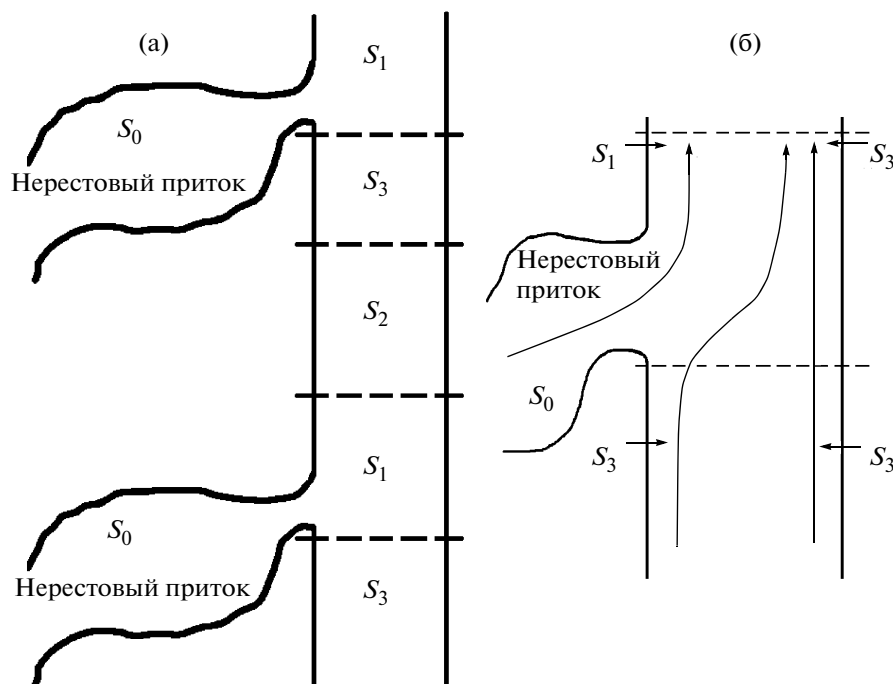 (а)
S₁
S₀
Нерестовый приток
S₃
S₂
S₁
S₀
Нерестовый приток
S₃
(б)
S₁
S₃
Нерестовый
приток
S₀
S₃
S₃